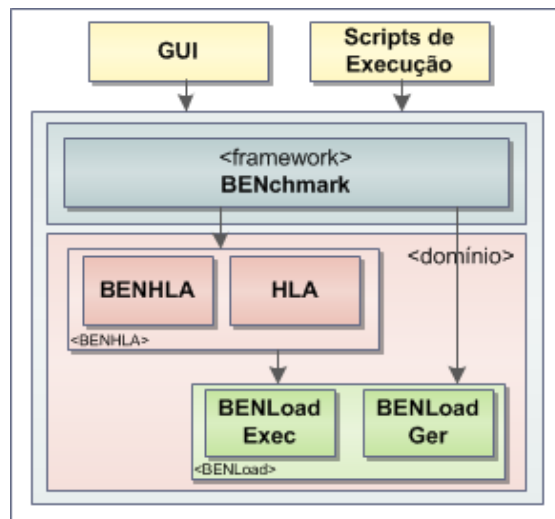 GUI
Scripts de
Execução
<framework>
BENchmark
<domínio>
BENHLA
HLA
<BENHLA>
BENLoad
Exec
BENLoad
Ger
<BENLoad>